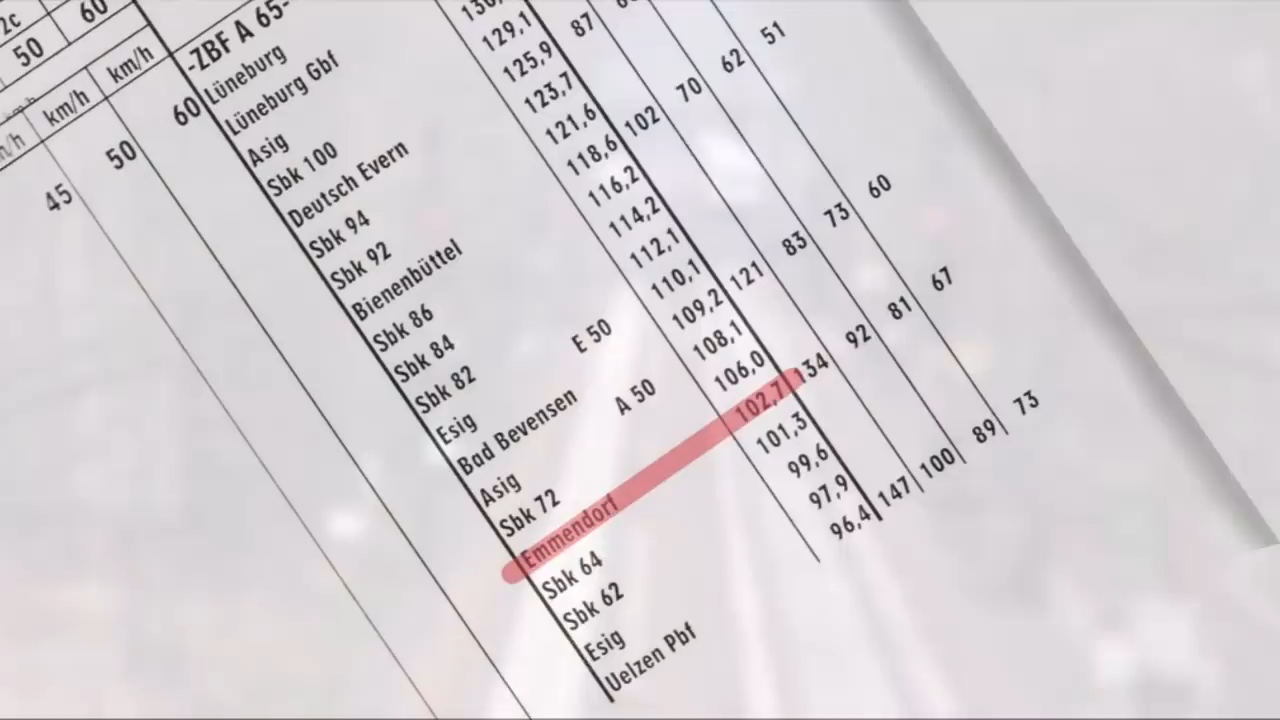 2c
50 60
km/h km/h
45 50 60
-ZBF A 65-
Lüneburg
Lüneburg Gbf
Asig
Sbk 100 129,1
Deutsch Evern 125,9 87
Sbk 94 123,7
Sbk 92 121,6
Bienenbüttel 118,6 102 70 62 51
Sbk 86 116,2
Sbk 84 114,2
Sbk 82 112,1
Esig E 50 110,1
Bad Bevensen 109,2 121 83 73 60
Asig A 50 108,1
Sbk 72 106,0
Emmendorf 102,7 134 92 81 67
Sbk 64 101,3
Sbk 62 99,6
Esig 97,9
Uelzen Pbf 96,4 147 100 89 73